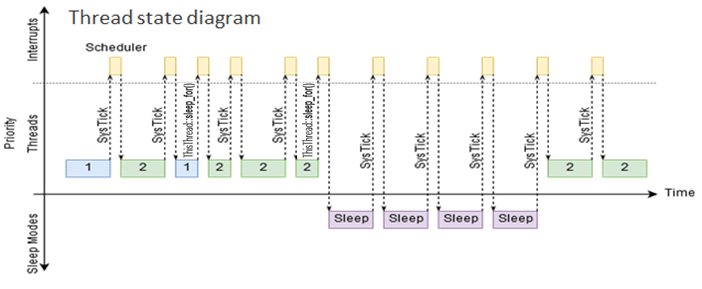 Thread state diagram
Scheduler
Interrupts
Threads
Priority
Sleep Modes
SysTick
SysTick
ThisThread::sleep_for()
SysTick
SysTick
ThisThread::sleep_for()
SysTick
SysTick
SysTick
SysTick
SysTick
1
2
1
2
2
2
2
2
Time
Sleep
Sleep
Sleep
Sleep